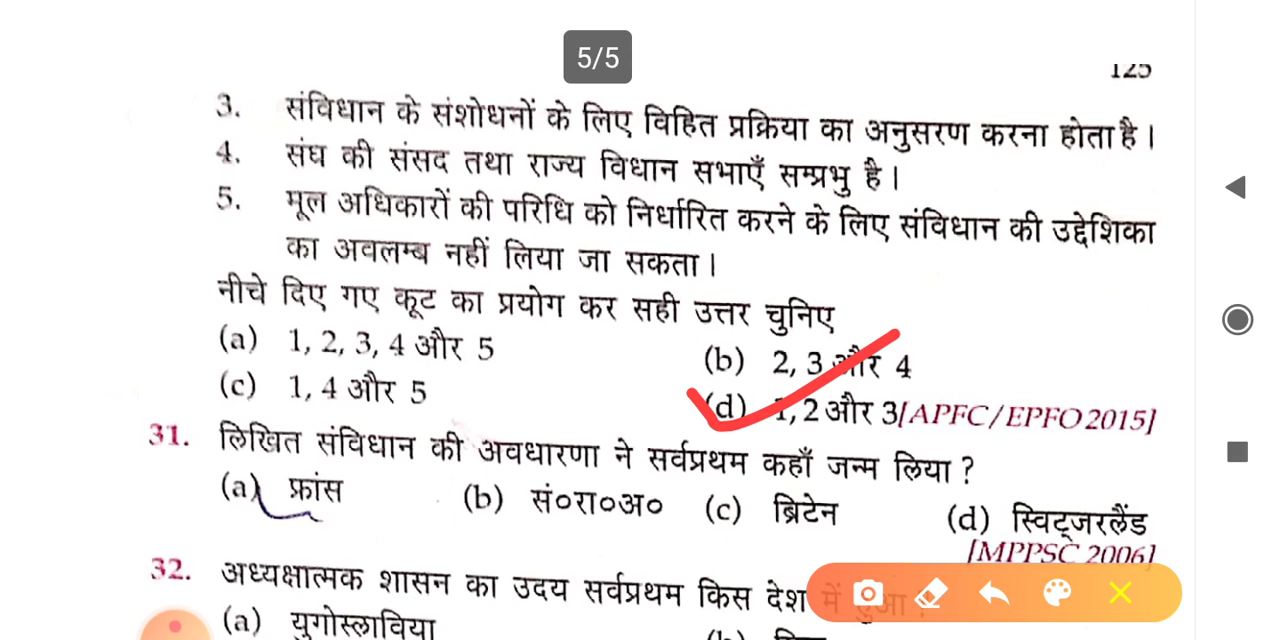 5/5
125
3. संविधान के संशोधनों के लिए विहित प्रक्रिया का अनुसरण करना होता है।
4. संघ की संसद तथा राज्य विधान सभाएँ सम्प्रभु है।
5. मूल अधिकारों की परिधि को निर्धारित करने के लिए संविधान की उद्देशिका
का अवलम्ब नहीं लिया जा सकता।
नीचे दिए गए कूट का प्रयोग कर सही उत्तर चुनिए
(a) 1, 2, 3, 4 और 5 (b) 2, 3 और 4
(c) 1, 4 और 5 (d) 1, 2 और 3 [APFC/EPFO 2015]
31. लिखित संविधान की अवधारणा ने सर्वप्रथम कहाँ जन्म लिया ?
(a) फ्रांस (b) सं०रा०अ० (c) ब्रिटेन (d) स्विट्जरलैंड
[MPPSC 2006]
32. अध्यक्षात्मक शासन का उदय सर्वप्रथम किस देश में हुआ ?
(a) युगोस्लाविया (b)